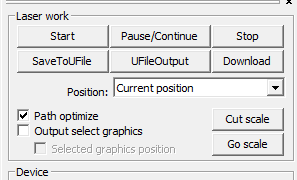 Laser work
Start Pause/Continue Stop
SaveToUFile UFileOutput Download
Position: Current position
Path optimize
Output select graphics
Cut scale
Selected graphics position
Go scale
Device